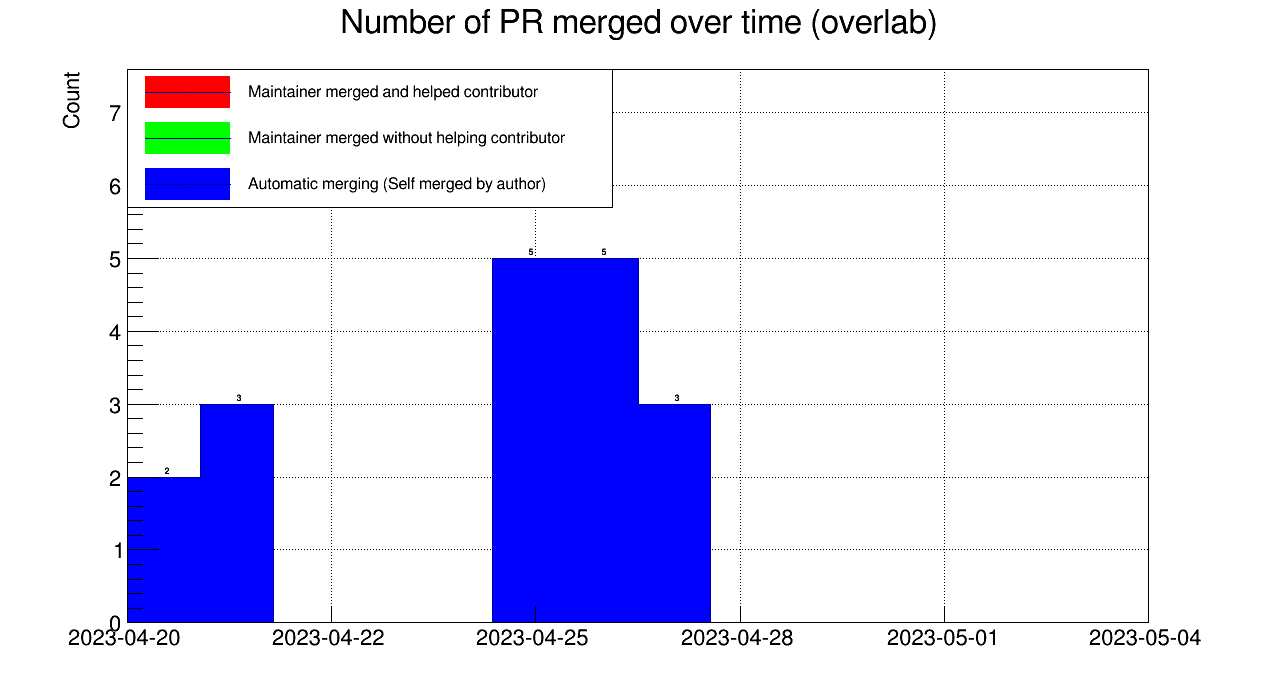 Number of PR merged over time (overlab)
Count
Maintainer merged and helped contributor
Maintainer merged without helping contributor
Automatic merging (Self merged by author)
7
6
5
4
3
2
1
0
5 5
3 3
2
2023-04-20 2023-04-22 2023-04-25 2023-04-28 2023-05-01 2023-05-04